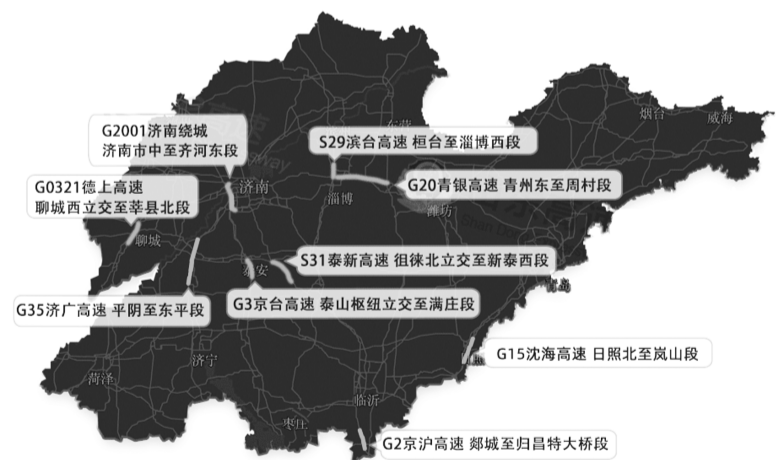 烟台
威海
G2001济南绕城
济南市中至齐河东段
S29滨台高速 桓台至淄博西段
G0321德上高速
聊城西立交至莘县北段
济南
淄博
G20青银高速 青州东至周村段
潍坊
聊城
S31泰新高速 徂徕北立交至新泰西段
泰安
青岛
G35济广高速 平阴至东平段
G3京台高速 泰山枢纽立交至满庄段
G15沈海高速 日照北至岚山段
济宁
菏泽
临沂
枣庄
G2京沪高速 郯城至归昌特大桥段